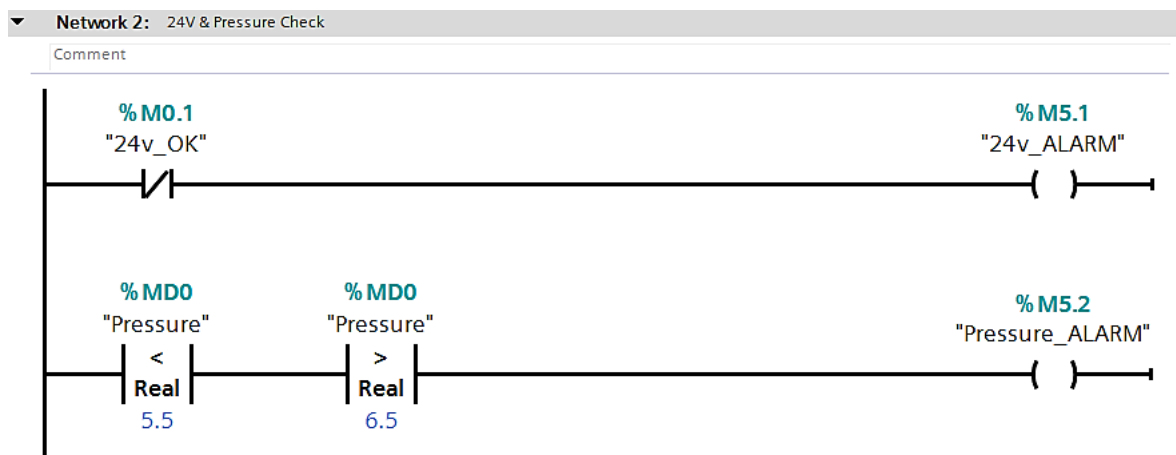 Network 2: 24V & Pressure Check
Comment
%M0.1 %M5.1
"24v_OK" "24v_ALARM"
%MD0 %MD0 %M5.2
"Pressure" "Pressure" "Pressure_ALARM"
< >
Real Real
5.5 6.5